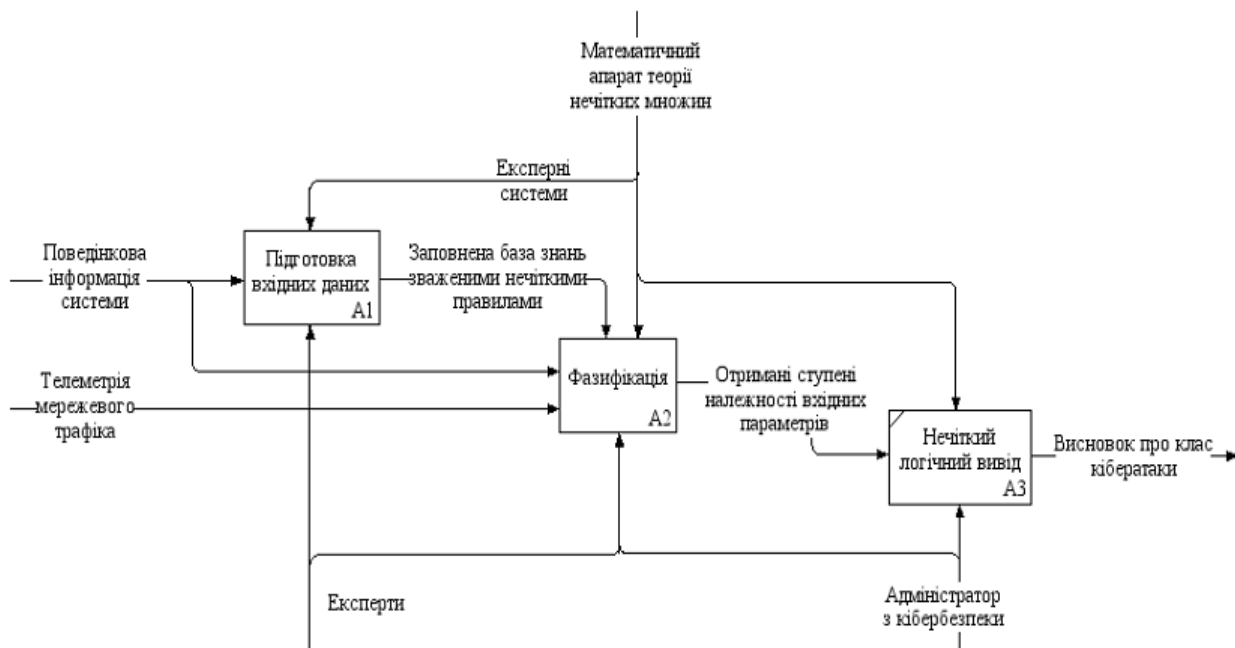 Математичний
апарат теорії
нечітких множин
Експерні
системи
Поведінкова
інформація
системи
Підготовка
вхідних даних
A1
Заповнена база знань
зваженими нечіткими
правилами
Телеметрія
мережевого
трафіка
Фазифікація
A2
Отримані ступені
належності вхідних
параметрів
Нечіткий
логічний вивід
A3
Висновок про клас
кібератаки
Експерти
Адміністратор
з кібербезпеки